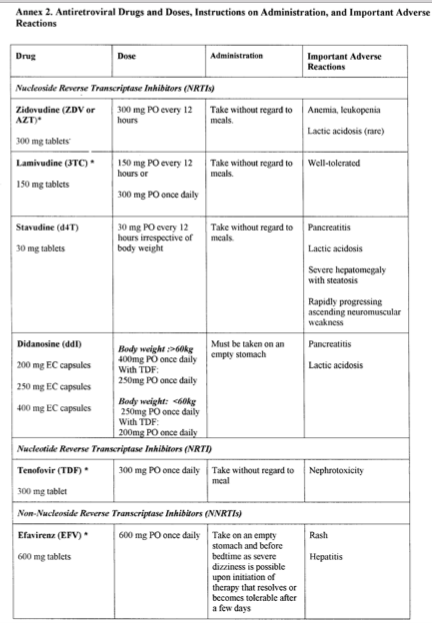 Annex 2. Antiretroviral Drugs and Doses, Instructions on Administration, and Important Adverse
Reactions
Drug
Dose
Administration
Important Adverse
Reactions
Nucleoside Reverse Transcriptase Inhibitors (NRTIs)
Zidovudine (ZDV or
AZT)*
300 mg tablets
300 mg PO every 12
hours
Take without regard to
meals.
Anemia, leukopenia
Lactic acidosis (rare)
Lamivudine (3TC) *
150 mg tablets
150 mg PO every 12
hours or
300 mg PO once daily
Take without regard to
meals.
Well-tolerated
Stavudine (d4T)
30 mg tablets
30 mg PO every 12
hours irrespective of
body weight
Take without regard to
meals.
Pancreatitis
Lactic acidosis
Severe hepatomegaly
with steatosis
Rapidly progressing
ascending neuromuscular
weakness
Didanosine (ddI)
200 mg EC capsules
250 mg EC capsules
400 mg EC capsules
Body weight :>60kg
400mg PO once daily
With TDF:
250mg PO once daily
Body weight: <60kg
250mg PO once daily
With TDF:
200mg PO once daily
Must be taken on an
empty stomach
Pancreatitis
Lactic acidosis
Nucleotide Reverse Transcriptase Inhibitors (NRTI)
Tenofovir (TDF) *
300 mg tablet
300 mg PO once daily
Take without regard to
meal
Nephrotoxicity
Non-Nucleoside Reverse Transcriptase Inhibitors (NNRTIs)
Efavirenz (EFV) *
600 mg tablets
600 mg PO once daily
Take on an empty
stomach and before
bedtime as severe
dizziness is possible
upon initiation of
therapy that resolves or
becomes tolerable after
a few days
Rash
Hepatitis